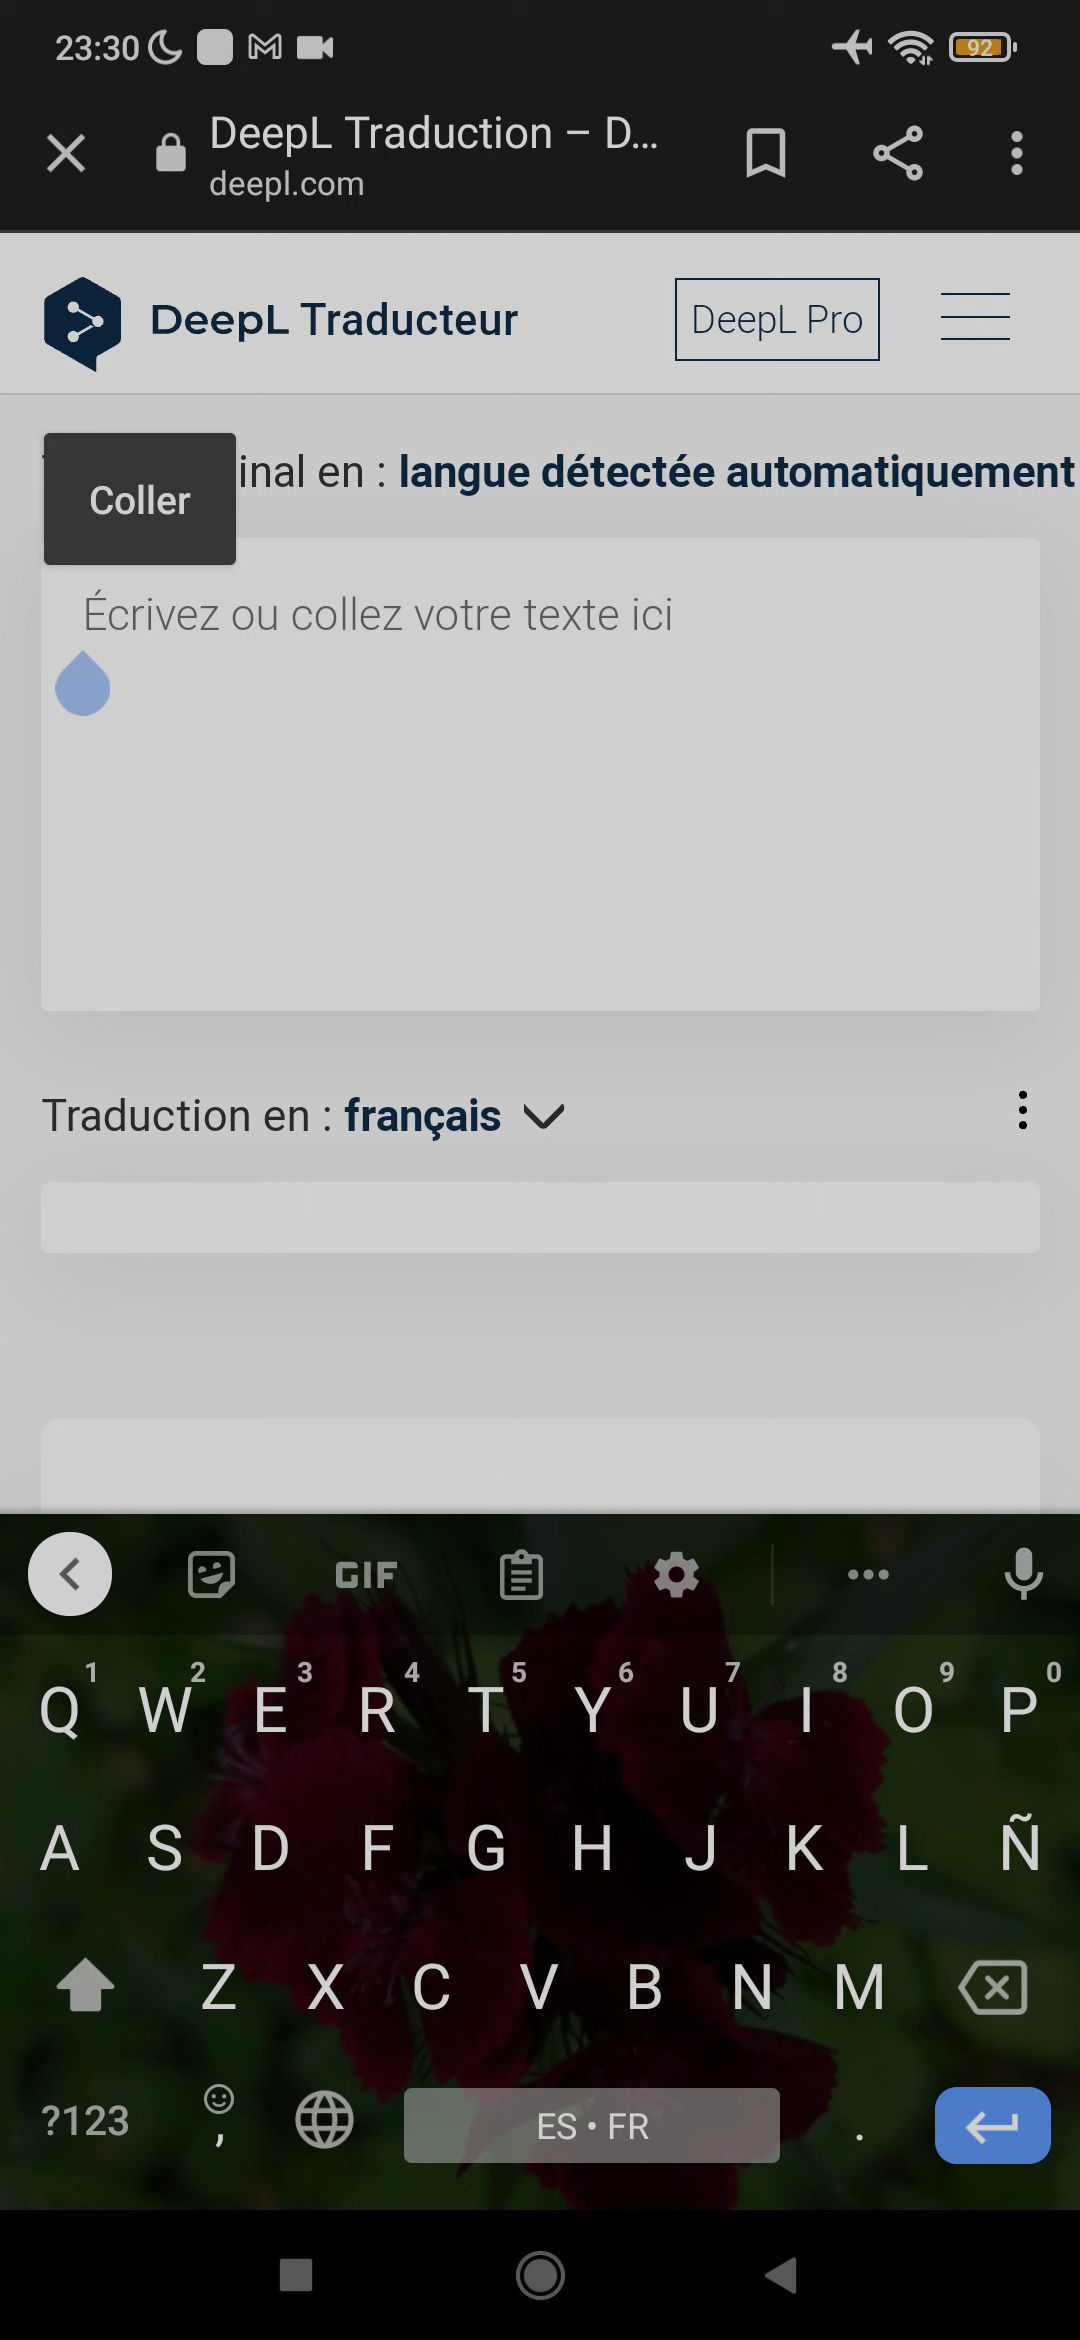 23:30
92
DeepL Traduction – D...
deepl.com
DeepL Traducteur
DeepL Pro
Coller
inal en : langue détectée automatiquement
Écrivez ou collez votre texte ici
Traduction en : français
GIF
1 2 3 4 5 6 7 8 9 0
Q W E R T Y U I O P
A S D F G H J K L Ñ
Z X C V B N M
?123 , ES • FR .